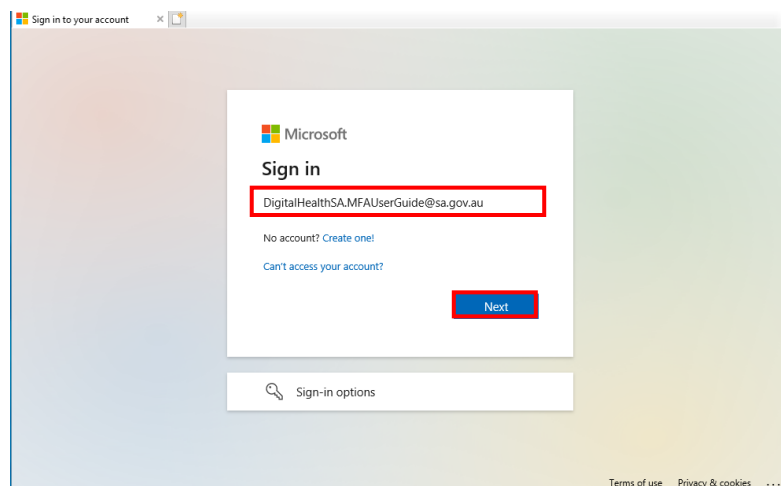 Sign in to your account
Microsoft
Sign in
DigitalHealthSA.MFAUserGuide@sa.gov.au
No account? Create one!
Can't access your account?
Next
Sign-in options
Terms of use Privacy & cookies ...